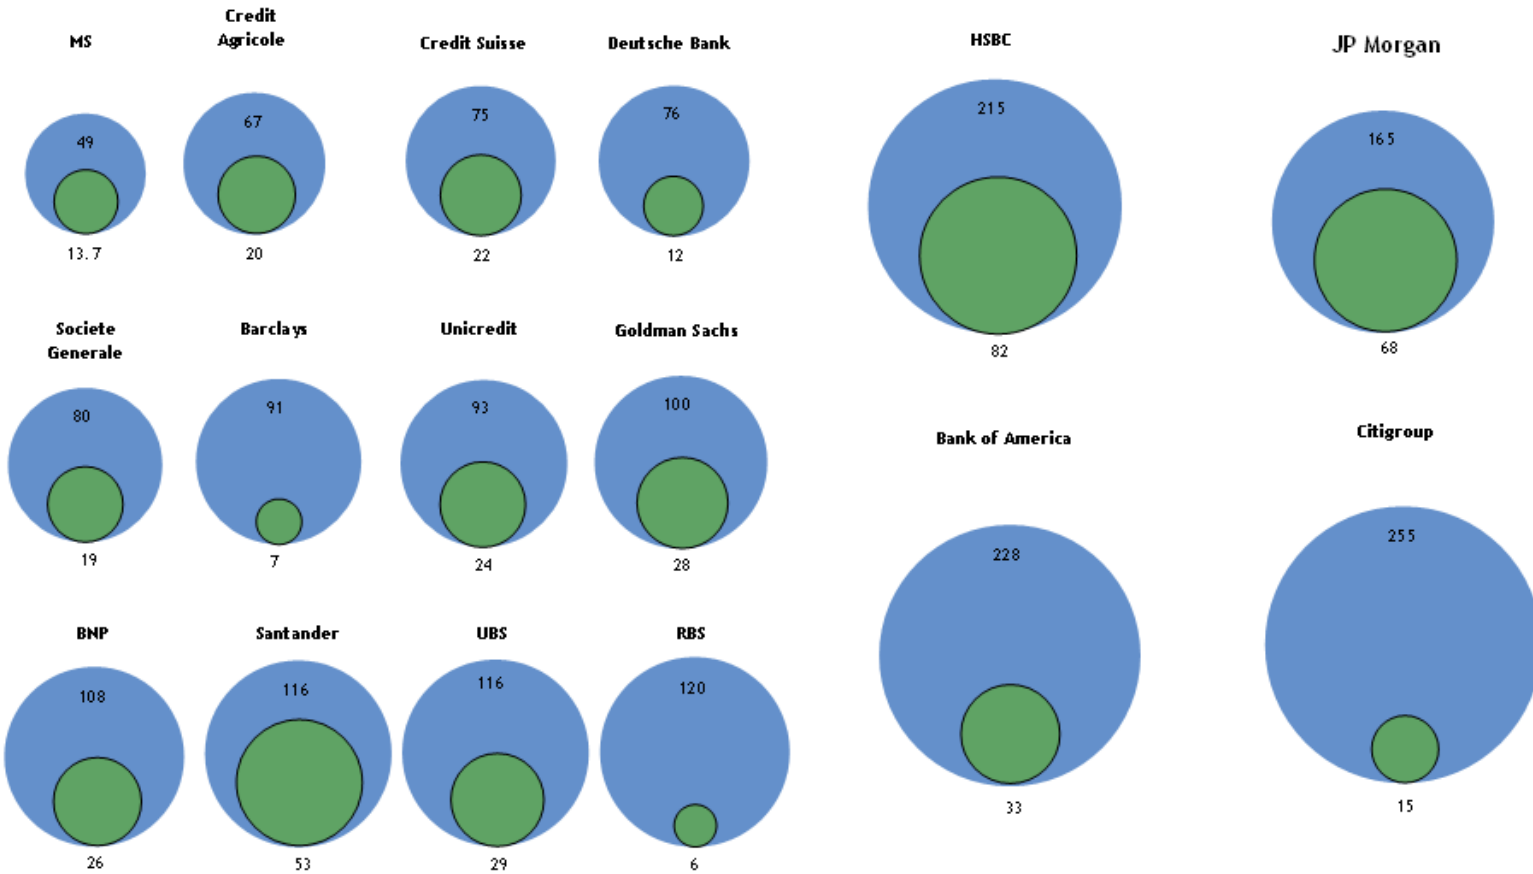 MS
49
13.7
Credit
Agricole
67
20
Credit Suisse
75
22
Deutsche Bank
76
12
HSBC
215
82
JP Morgan
165
68
Societe
Generale
80
19
Barclays
91
7
Unicredit
93
24
Goldman Sachs
100
28
Bank of America
228
33
Citigroup
255
15
BNP
108
26
Santander
116
53
UBS
116
29
RBS
120
6